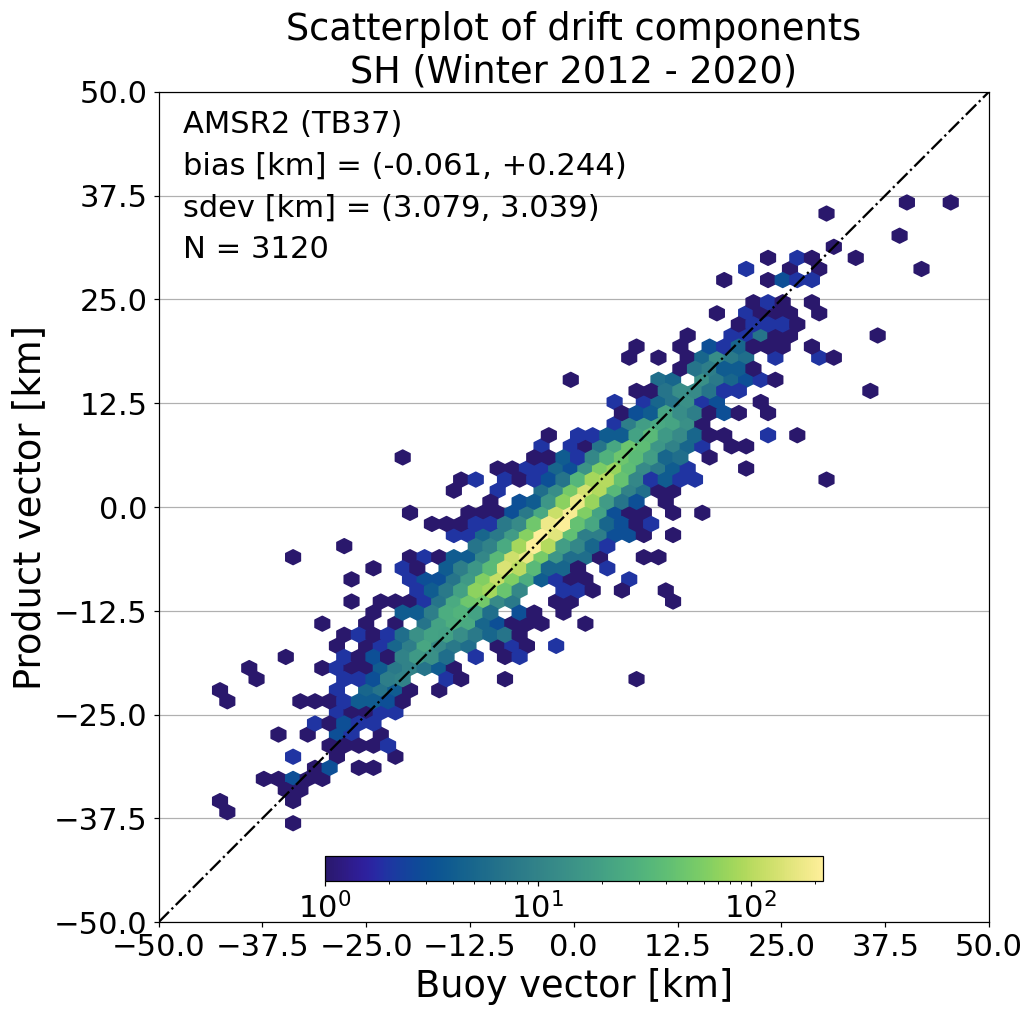 Scatterplot of drift components
SH (Winter 2012 - 2020)
50.0
AMSR2 (TB37)
bias [km] = (-0.061, +0.244)
37.5
sdev [km] = (3.079, 3.039)
N = 3120
25.0
12.5
0.0
−12.5
−25.0
−37.5
−50.0
Product vector [km]
10⁰ 10¹ 10²
−50.0 −37.5 −25.0 −12.5 0.0 12.5 25.0 37.5 50.0
Buoy vector [km]